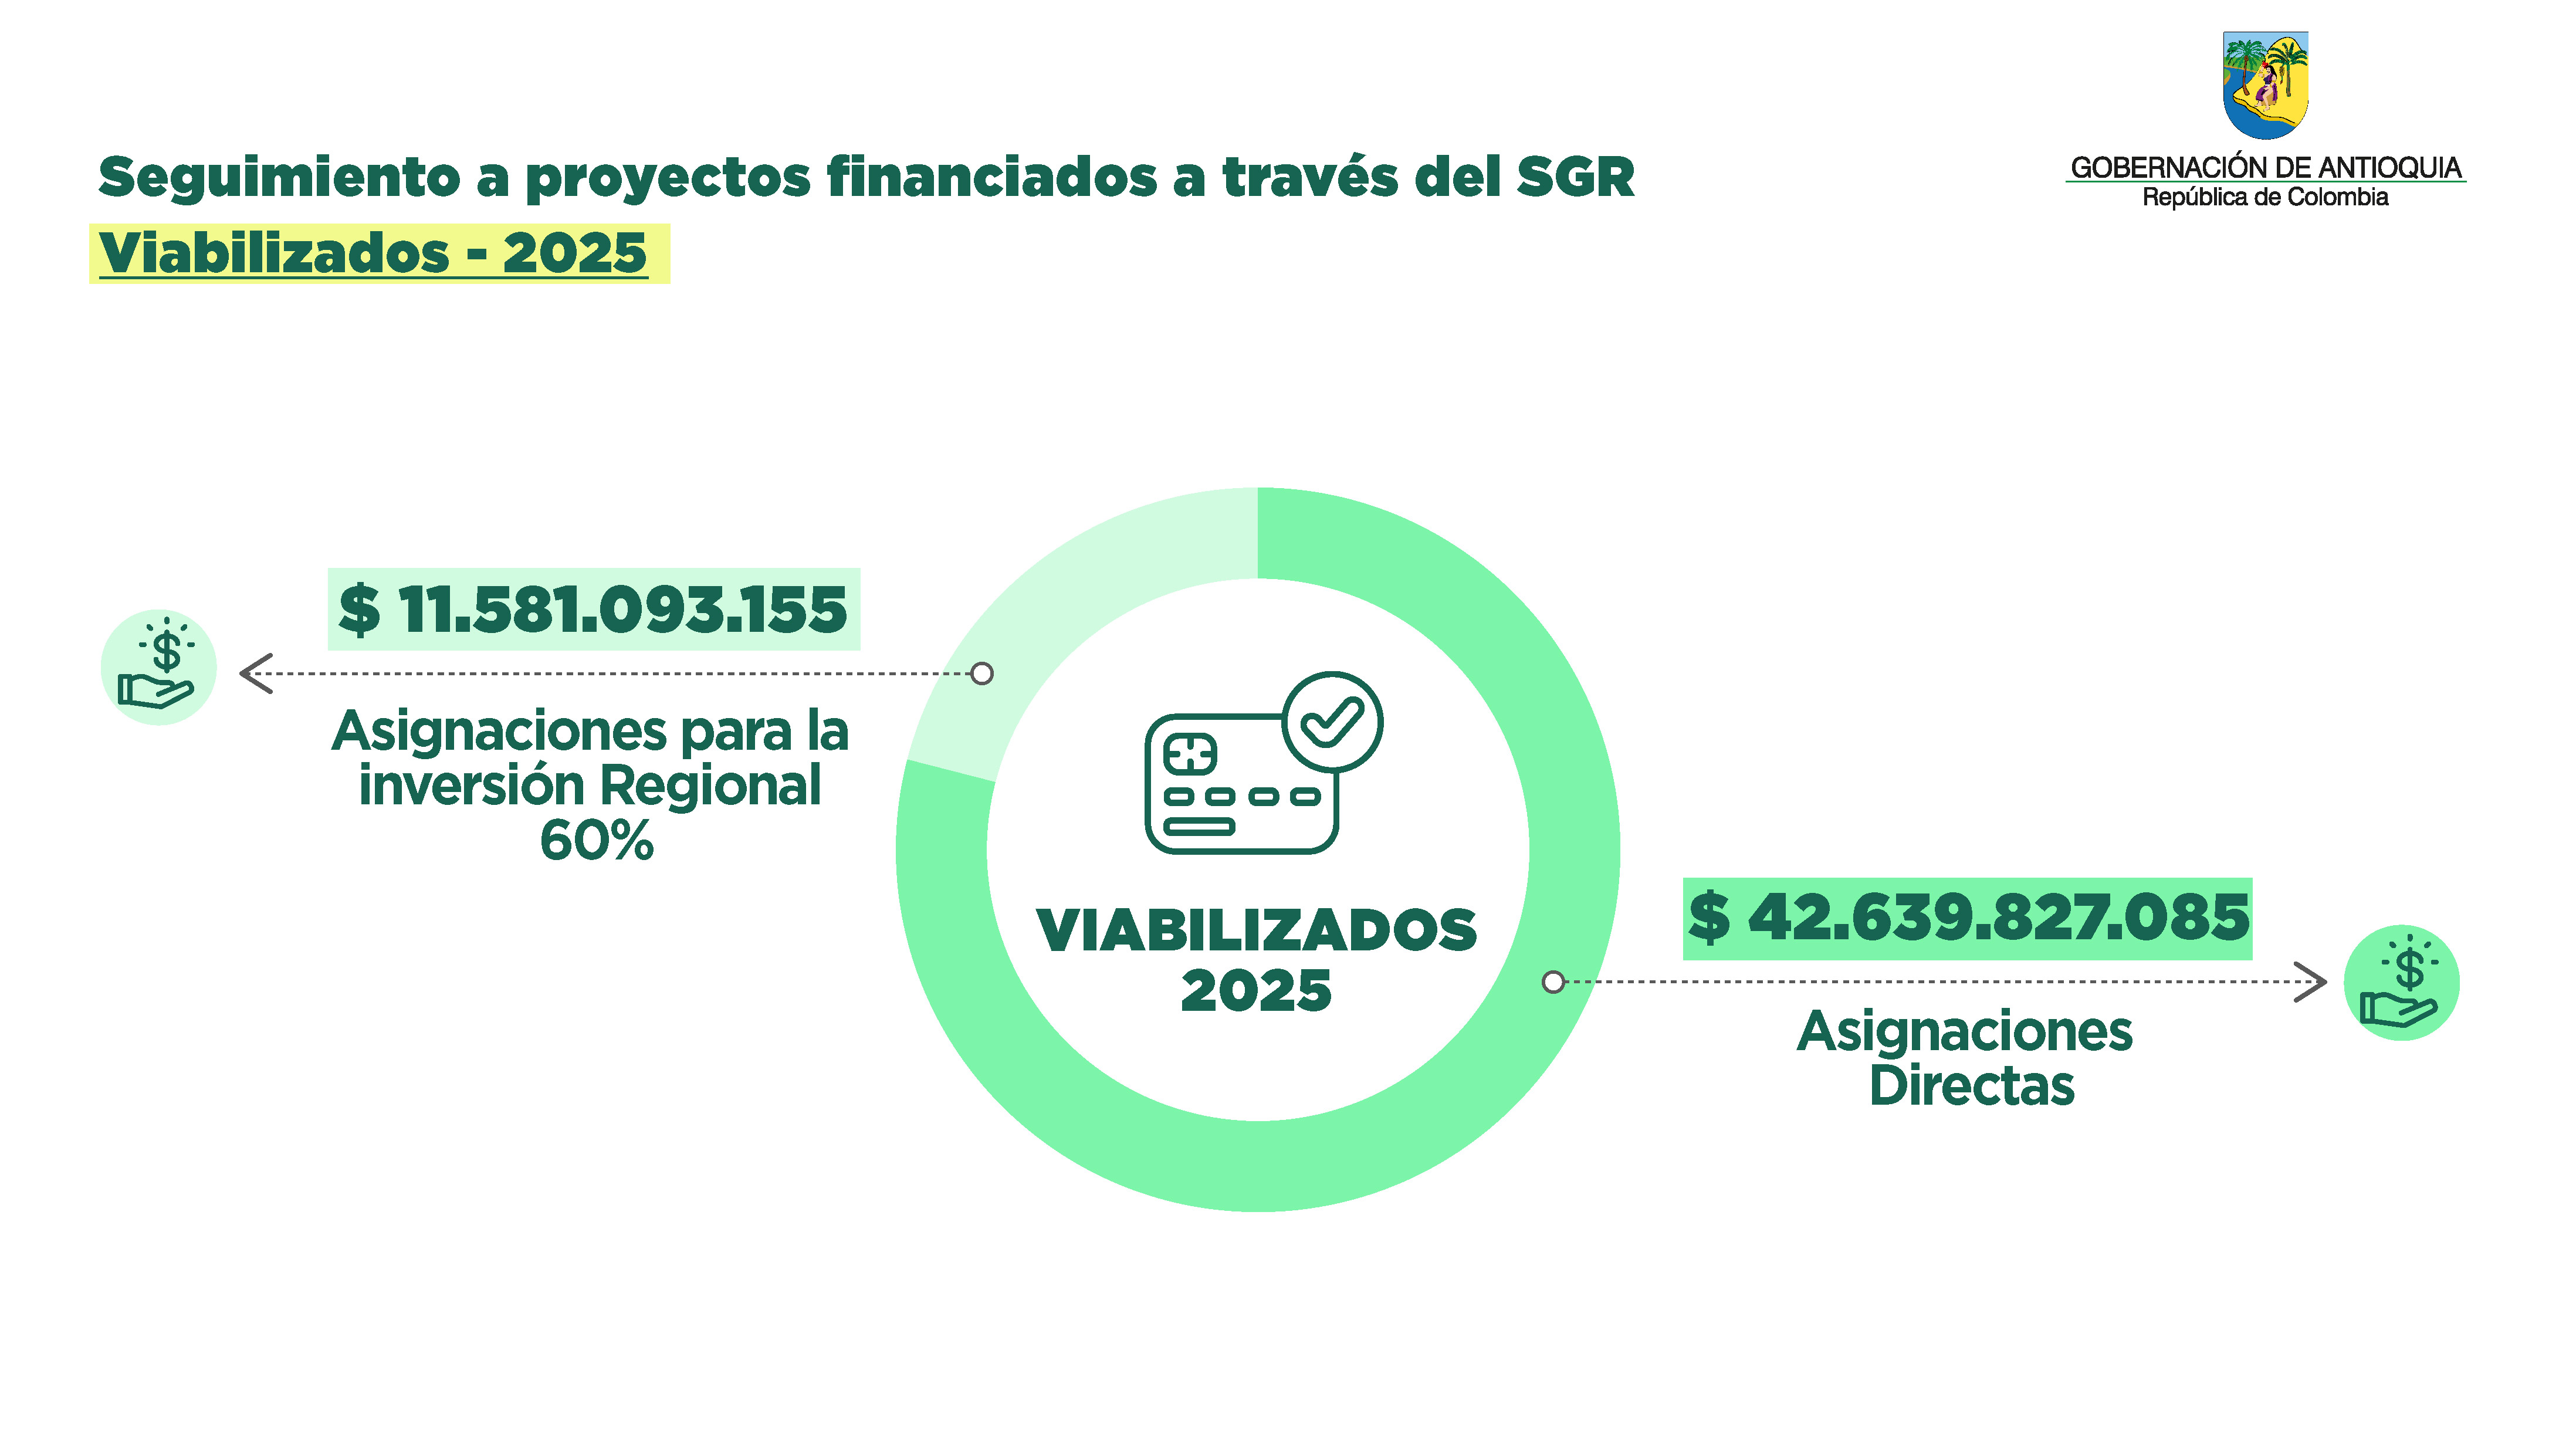 GOBERNACIÓN DE ANTIOQUIA
República de Colombia
Seguimiento a proyectos financiados a través del SGR
Viabilizados - 2025
$ 11.581.093.155
Asignaciones para la
inversión Regional
60%
VIABILIZADOS
2025
$ 42.639.827.085
Asignaciones
Directas